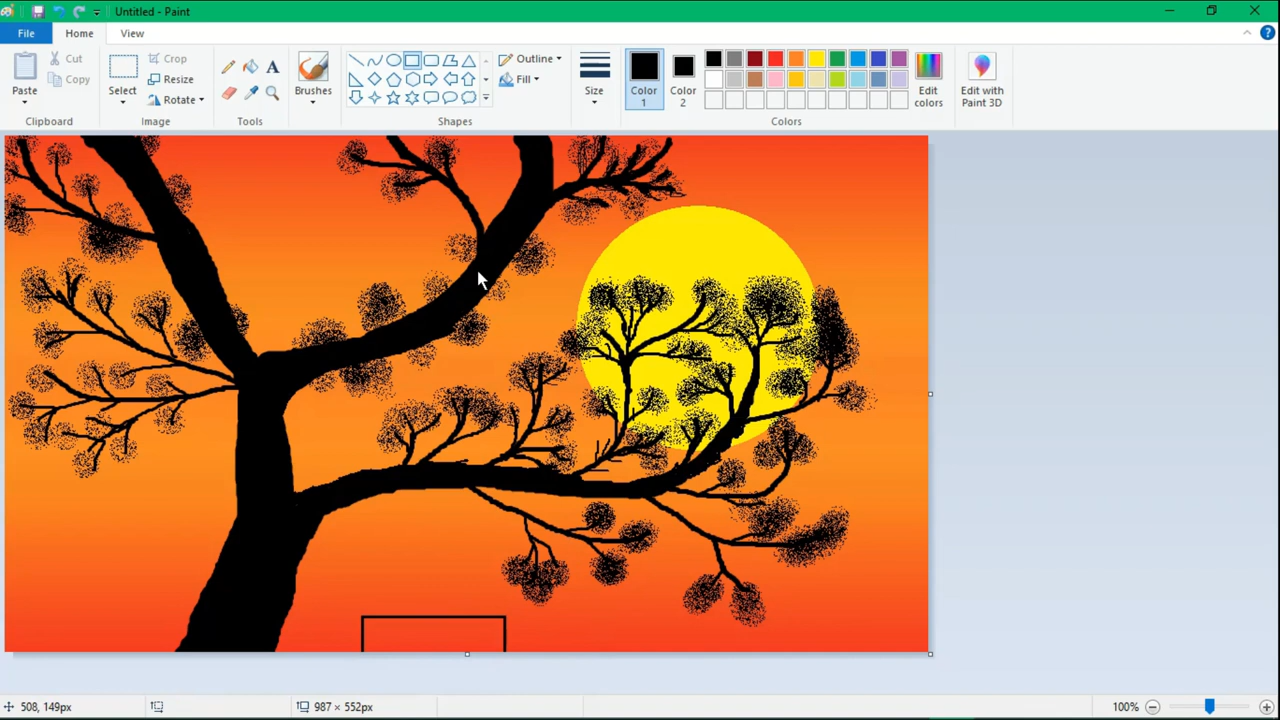 Untitled - Paint
File
Home
View
Paste
Cut
Copy
Clipboard
Select
Crop
Resize
Rotate
Image
A
Tools
Brushes
Outline
Fill
Shapes
Size
Color
1
Color
2
Edit
colors
Colors
Edit with
Paint 3D
508, 149px
987 × 552px
100%